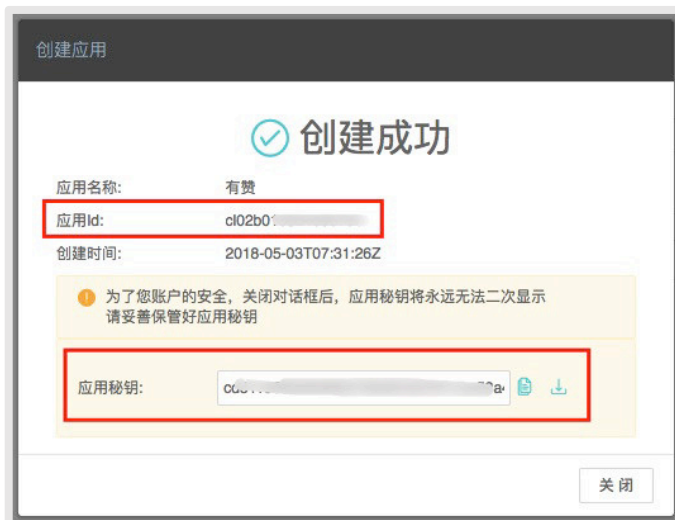 创建应用
创建成功
应用名称: 有赞
应用Id: cl02b0
创建时间: 2018-05-03T07:31:26Z
为了您账户的安全，关闭对话框后，应用秘钥将永远无法二次显示
请妥善保管好应用秘钥
应用秘钥:
关闭